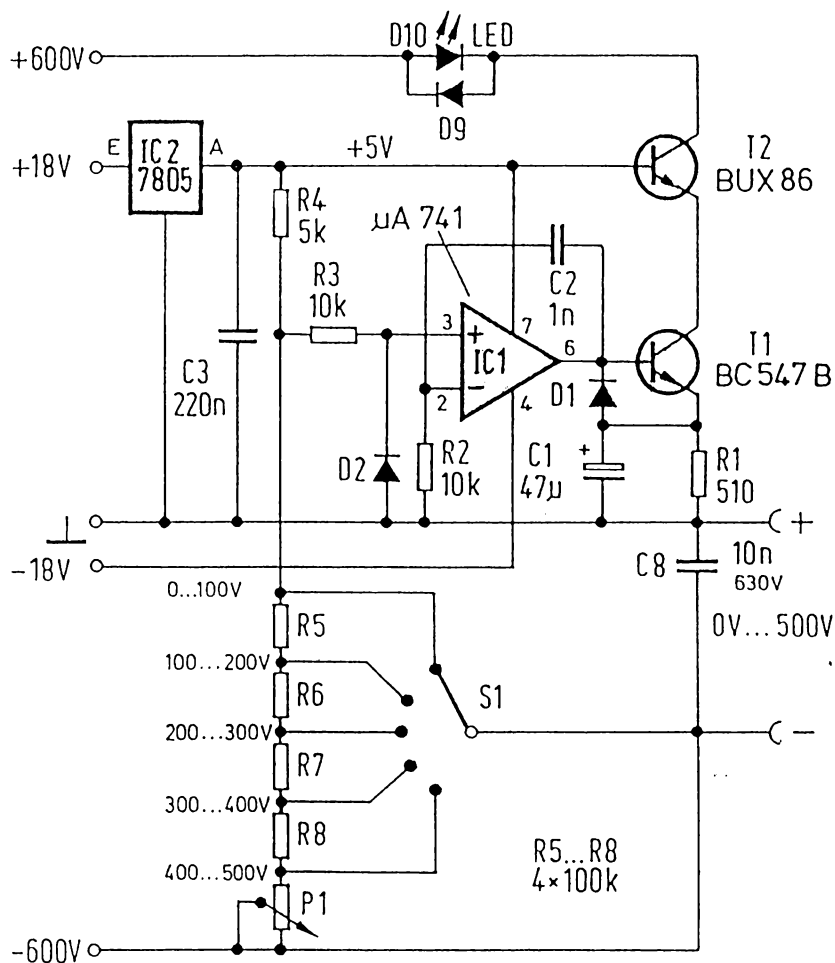 D10 LED
+600V
D9
E IC2 A
7805
+18V
+5V
T2
BUX 86
R4
5k
µA 741
R3
10k
C2
1n
3 + 7
IC1 6
2 − 4
T1
BC547B
C3
220n
D1
D2
R2
10k
C1 +
47µ
R1
510
+
-18V
C8 10n
630V
0...100V
R5
0V...500V
100...200V
R6
S1
200...300V
−
R7
300...400V
R8
R5...R8
4×100k
400...500V
P1
-600V